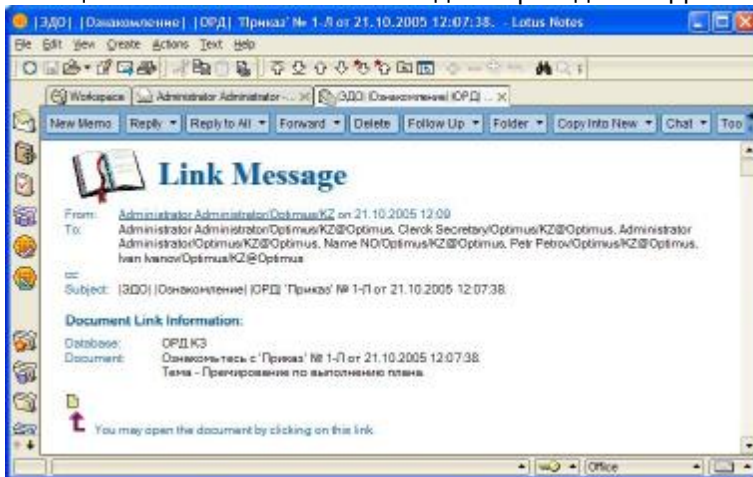 |ЭДО| |Ознакомление| |ОРД| 'Приказ' № 1-Л от 21.10.2005 12:07:38. - Lotus Notes
File Edit View Create Actions Text Help
Workspace Administrator Administrator -... |ЭДО| |Ознакомление| |ОРД| ...
New Memo Reply Reply to All Forward Delete Follow Up Folder Copy Into New Chat Too
Link Message
From: Administrator Administrator/Optimus/KZ on 21.10.2005 12:09
To: Administrator Administrator/Optimus/KZ@Optimus, Clerck Secretary/Optimus/KZ@Optimus, Administrator
Administrator/Optimus/KZ@Optimus, Name NO/Optimus/KZ@Optimus, Petr Petrov/Optimus/KZ@Optimus,
Ivan Ivanov/Optimus/KZ@Optimus
cc:
Subject: |ЭДО| |Ознакомление| |ОРД| 'Приказ' № 1-Л от 21.10.2005 12:07:38.
Document Link Information:
Database: ОРД КЗ
Document: Ознакомьтесь с 'Приказ' № 1-Л от 21.10.2005 12:07:38.
Тема - Премирование по выполнению плана.
You may open the document by clicking on this link
Office